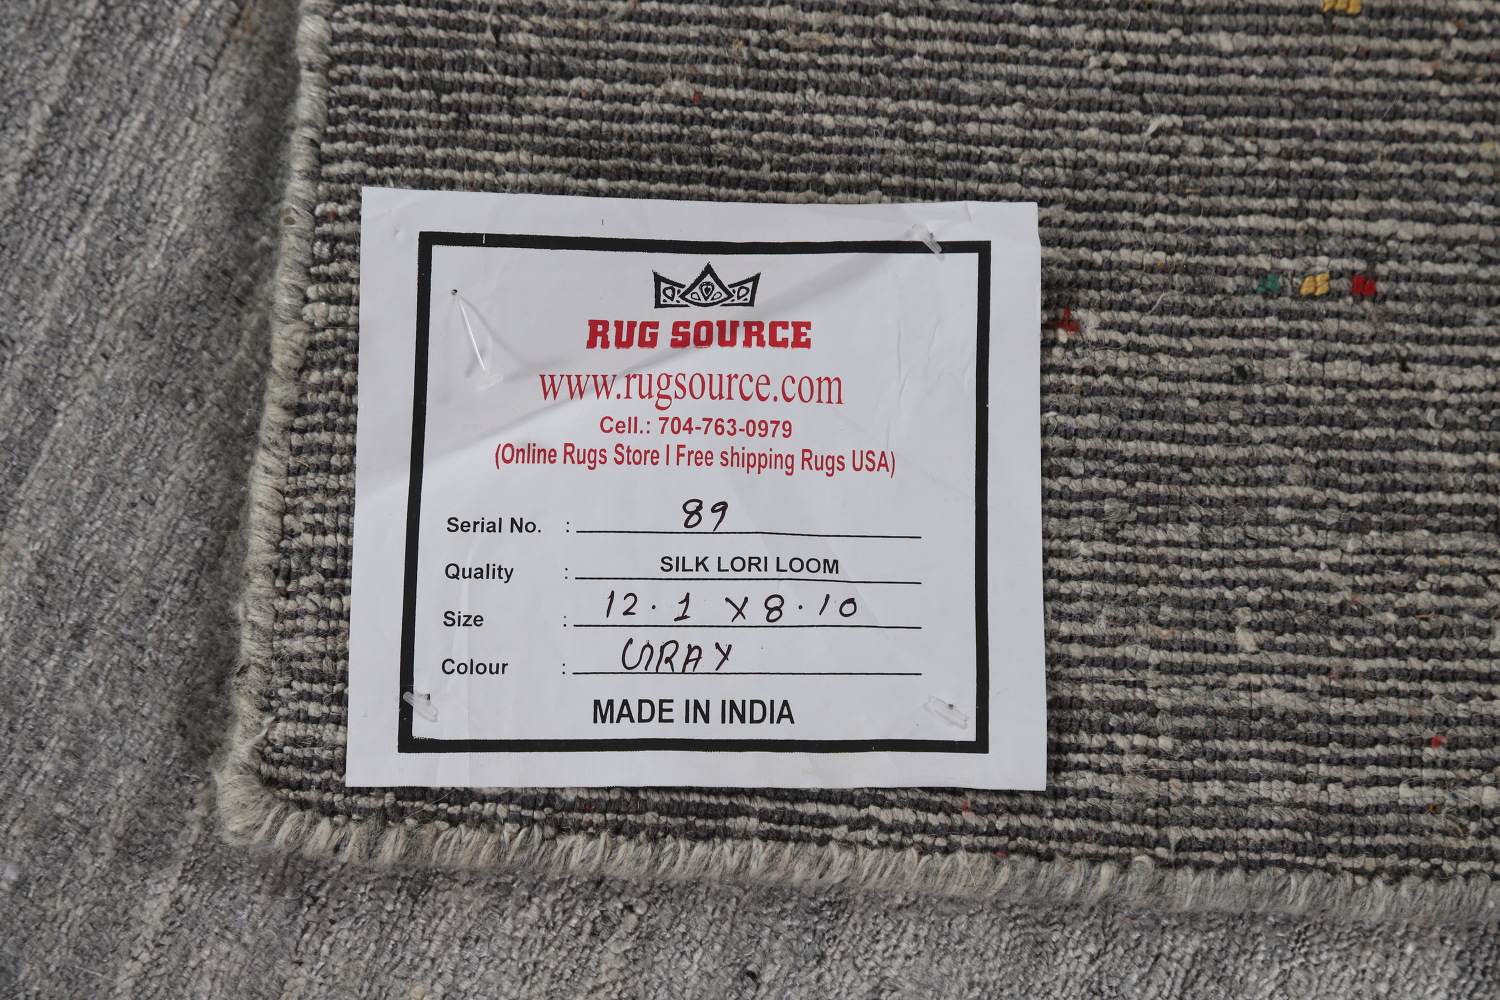 RUG SOURCE
www.rugsource.com
Cell.: 704-763-0979
(Online Rugs Store I Free shipping Rugs USA)
Serial No. : 89
Quality : SILK LORI LOOM
Size : 12.1 X 8.10
Colour : GRAY
MADE IN INDIA